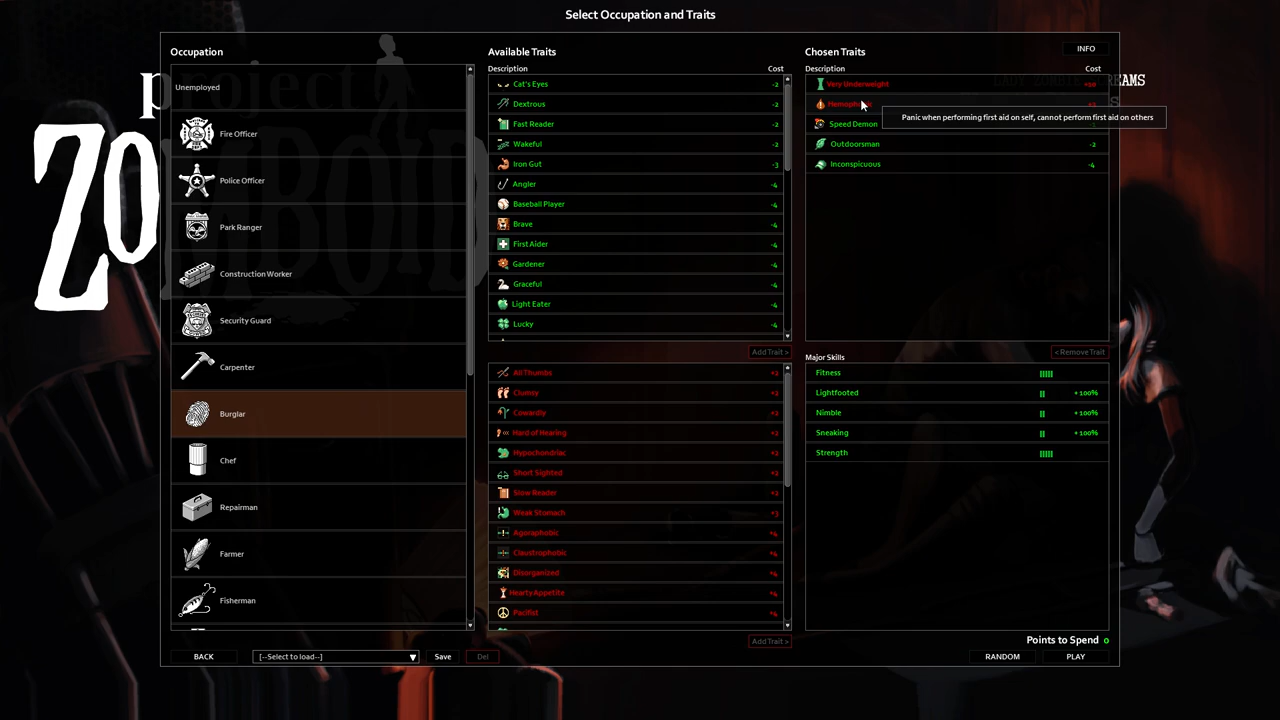 Select Occupation and Traits
project
ZO
BOID
Occupation
Unemployed
Fire Officer
Police Officer
Park Ranger
Construction Worker
Security Guard
Carpenter
Burglar
Chef
Repairman
Farmer
Fisherman
Available Traits
Description Cost
Cat's Eyes -2
Dextrous -2
Fast Reader -2
Wakeful -2
Iron Gut -3
Angler -4
Baseball Player -4
Brave -4
First Aider -4
Gardener -4
Graceful -4
Light Eater -4
Lucky -4
Add Trait >
All Thumbs +2
Clumsy +2
Cowardly +2
Hard of Hearing +2
Hypochondriac +2
Short Sighted +2
Slow Reader +2
Weak Stomach +3
Agoraphobic +4
Claustrophobic +4
Disorganized +4
Hearty Appetite +4
Pacifist +4
Add Trait >
Chosen Traits
INFO
Description Cost
Very Underweight +10
Panic when performing first aid on self, cannot perform first aid on others
Speed Demon
Outdoorsman -2
Inconspicuous -4
< Remove Trait
Major Skills
Fitness
Lightfooted +100%
Nimble +100%
Sneaking +100%
Strength
Points to Spend 0
BACK
[--Select to load--]
Save
Del
RANDOM
PLAY